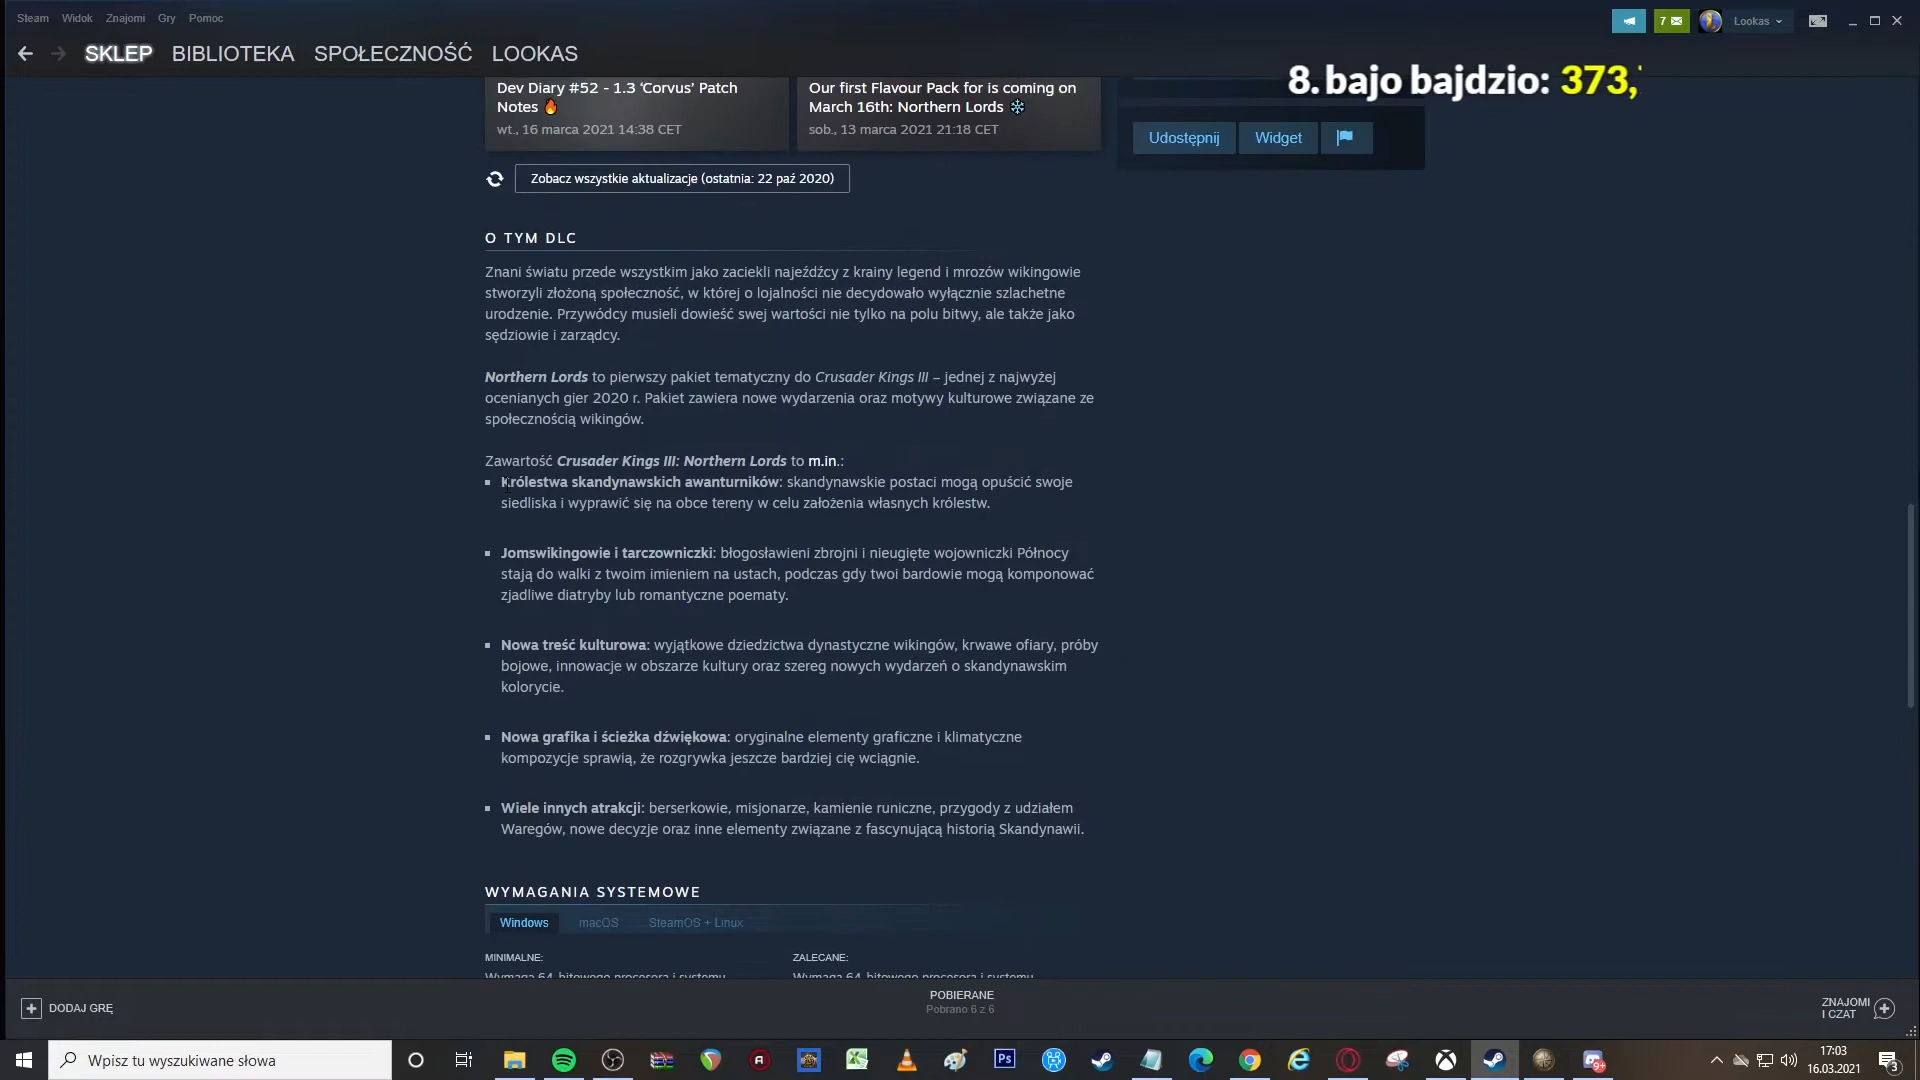 Steam Widok Znajomi Gry Pomoc
7
Lookas
SKLEP BIBLIOTEKA SPOŁECZNOŚĆ LOOKAS
8. bajo bajdzio: 373,
Dev Diary #52 - 1.3 ‘Corvus’ Patch
Notes 🔥
wt., 16 marca 2021 14:38 CET
Our first Flavour Pack for is coming on
March 16th: Northern Lords ❄
sob., 13 marca 2021 21:18 CET
Udostępnij Widget
Zobacz wszystkie aktualizacje (ostatnia: 22 paź 2020)
O TYM DLC
Znani światu przede wszystkim jako zaciekli najeźdźcy z krainy legend i mrozów wikingowie
stworzyli złożoną społeczność, w której o lojalności nie decydowało wyłącznie szlachetne
urodzenie. Przywódcy musieli dowieść swej wartości nie tylko na polu bitwy, ale także jako
sędziowie i zarządcy.
Northern Lords to pierwszy pakiet tematyczny do Crusader Kings III – jednej z najwyżej
ocenianych gier 2020 r. Pakiet zawiera nowe wydarzenia oraz motywy kulturowe związane ze
społecznością wikingów.
Zawartość Crusader Kings III: Northern Lords to m.in.:
Królestwa skandynawskich awanturników: skandynawskie postaci mogą opuścić swoje
siedliska i wyprawić się na obce tereny w celu założenia własnych królestw.
Jomswikingowie i tarczowniczki: błogosławieni zbrojni i nieugięte wojowniczki Północy
stają do walki z twoim imieniem na ustach, podczas gdy twoi bardowie mogą komponować
zjadliwe diatryby lub romantyczne poematy.
Nowa treść kulturowa: wyjątkowe dziedzictwa dynastyczne wikingów, krwawe ofiary, próby
bojowe, innowacje w obszarze kultury oraz szereg nowych wydarzeń o skandynawskim
kolorycie.
Nowa grafika i ścieżka dźwiękowa: oryginalne elementy graficzne i klimatyczne
kompozycje sprawią, że rozgrywka jeszcze bardziej cię wciągnie.
Wiele innych atrakcji: berserkowie, misjonarze, kamienie runiczne, przygody z udziałem
Waregów, nowe decyzje oraz inne elementy związane z fascynującą historią Skandynawii.
WYMAGANIA SYSTEMOWE
Windows macOS SteamOS + Linux
MINIMALNE: ZALECANE:
Wymaga 64-bitowego procesora i systemu Wymaga 64-bitowego procesora i systemu
DODAJ GRĘ
POBIERANE
Pobrano 6 z 6
ZNAJOMI
I CZAT
Wpisz tu wyszukiwane słowa
Ps
9+
17:03
16.03.2021
3